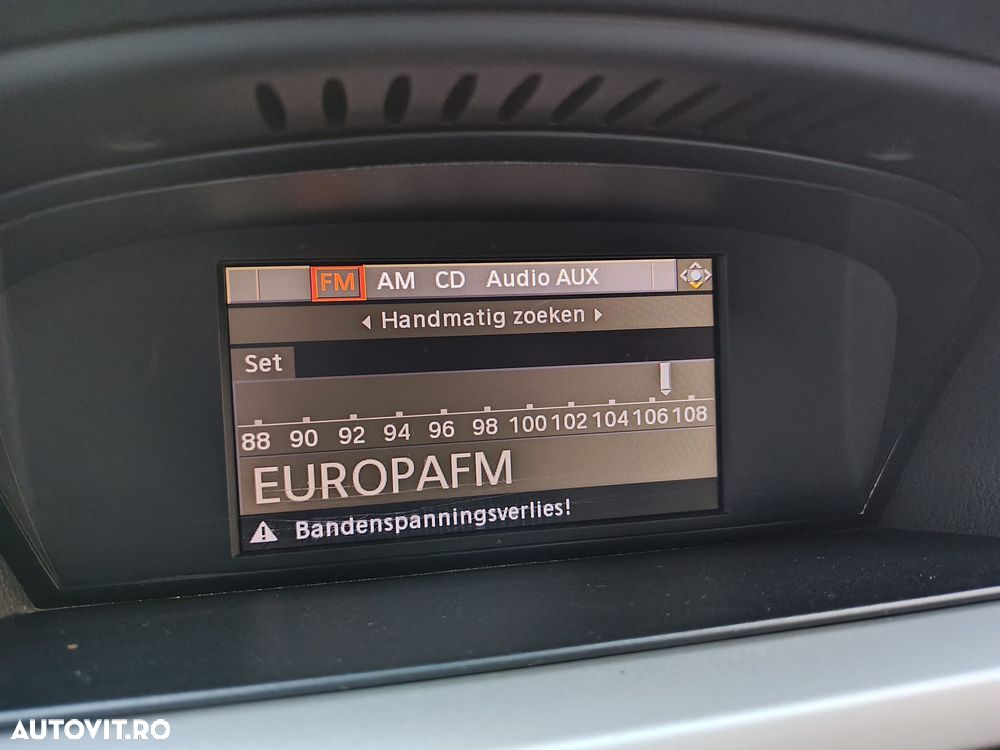 FM AM CD Audio AUX
Handmatig zoeken
Set
88 90 92 94 96 98 100 102 104 106 108
EUROPAFM
Bandenspanningsverlies!
AUTOVIT.RO